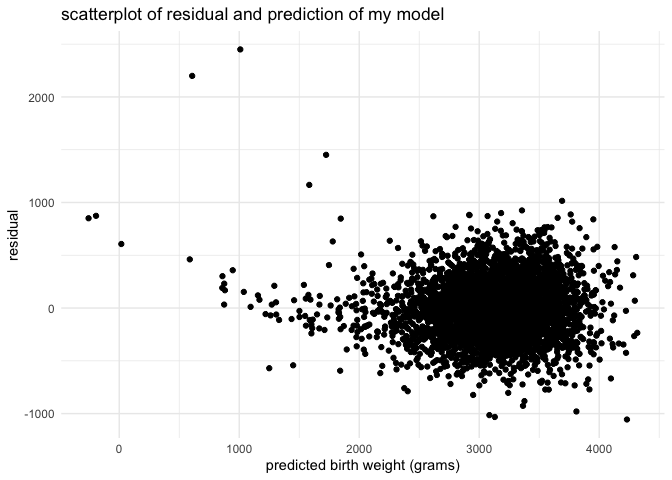 scatterplot of residual and prediction of my model
2000
1000
0
-1000
residual
0 1000 2000 3000 4000
predicted birth weight (grams)